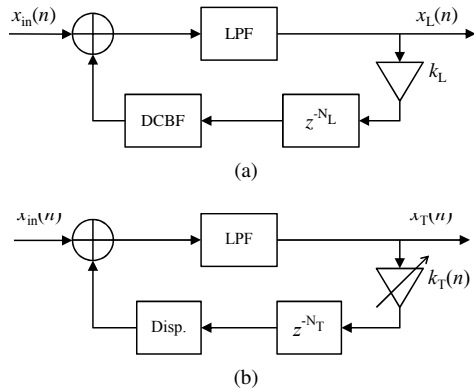 x_in(n) LPF x_L(n)
k_L
DCBF z^-N_L
(a)
x_in(n) LPF x_T(n)
k_T(n)
Disp. z^-N_T
(b)